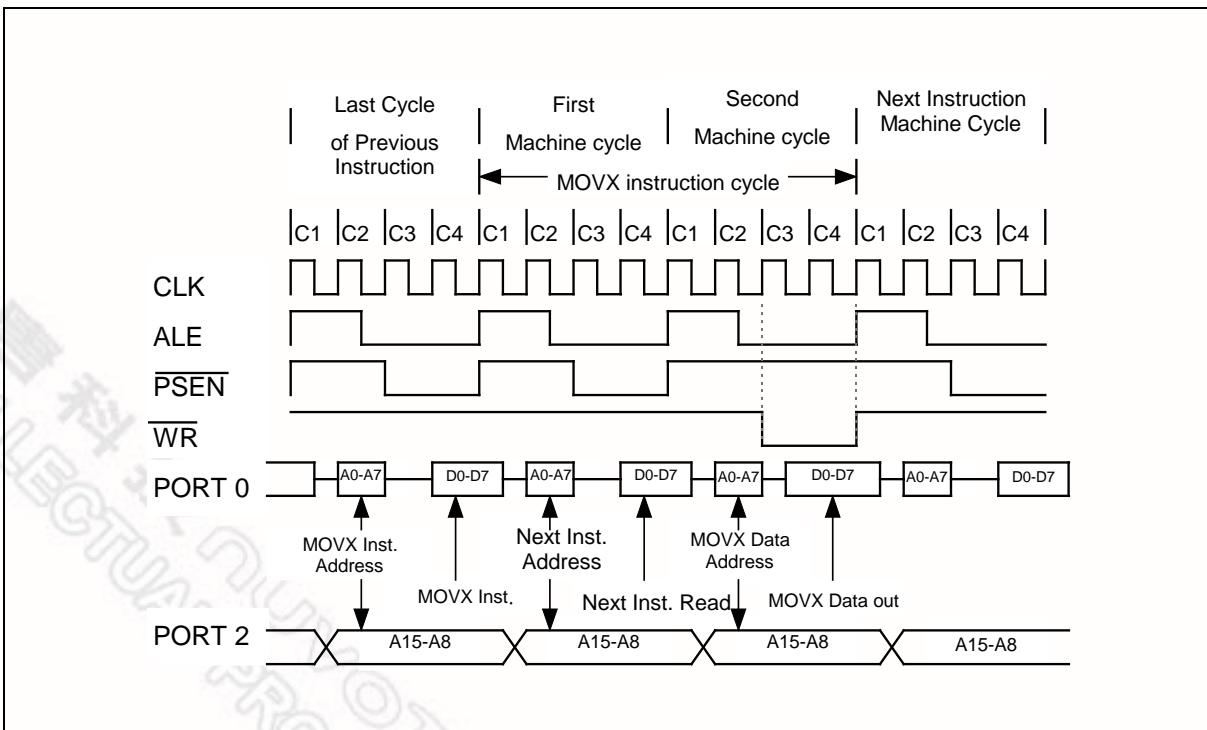 Last Cycle
of Previous
Instruction
First
Machine cycle
Second
Machine cycle
Next Instruction
Machine Cycle
MOVX instruction cycle
C1 C2 C3 C4 C1 C2 C3 C4 C1 C2 C3 C4 C1 C2 C3 C4
CLK
ALE
PSEN
WR
PORT 0
A0-A7 D0-D7 A0-A7 D0-D7 A0-A7 D0-D7 A0-A7 D0-D7
MOVX Inst.
Address
MOVX Inst.
Next Inst.
Address
Next Inst. Read
MOVX Data
Address
MOVX Data out
PORT 2
A15-A8 A15-A8 A15-A8 A15-A8